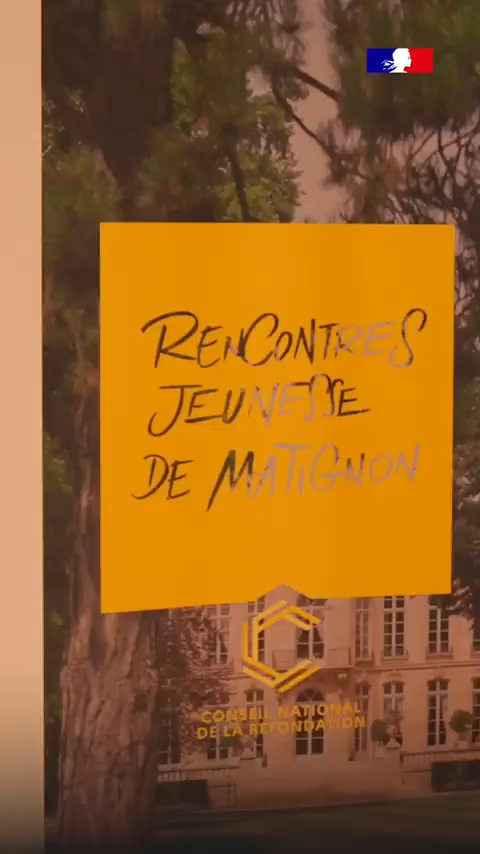 RENCONTRES
JEUNESSE
DE MATIGNON
CONSEIL NATIONAL
DE LA REFONDATION